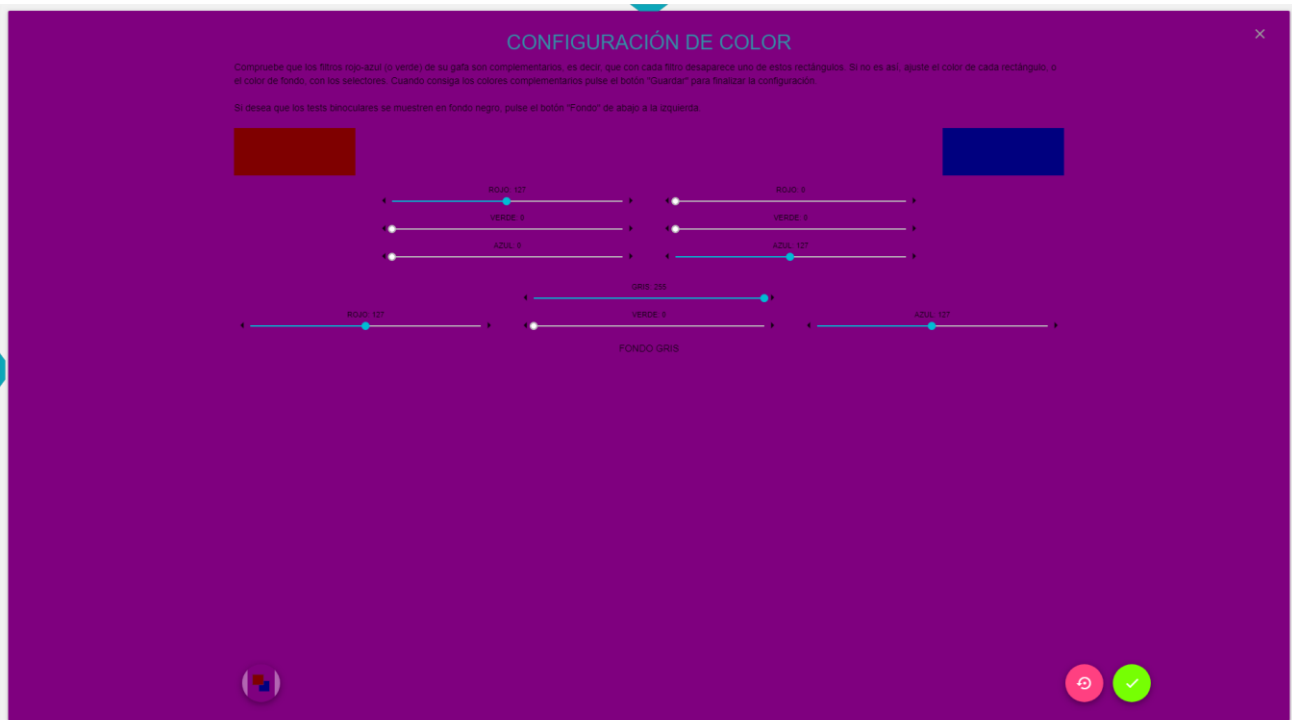 CONFIGURACIÓN DE COLOR
Compruebe que los filtros rojo-azul (o verde) de su gafa son complementarios, es decir, que con cada filtro desaparece uno de estos rectángulos. Si no es así, ajuste el color de cada rectángulo, o
el color de fondo, con los selectores. Cuando consiga los colores complementarios pulse el botón "Guardar" para finalizar la configuración.
Si desea que los tests binoculares se muestren en fondo negro, pulse el botón "Fondo" de abajo a la izquierda.
ROJO: 127
ROJO: 0
VERDE: 0
VERDE: 0
AZUL: 0
AZUL: 127
GRIS: 255
ROJO: 127
VERDE: 0
AZUL: 127
FONDO GRIS